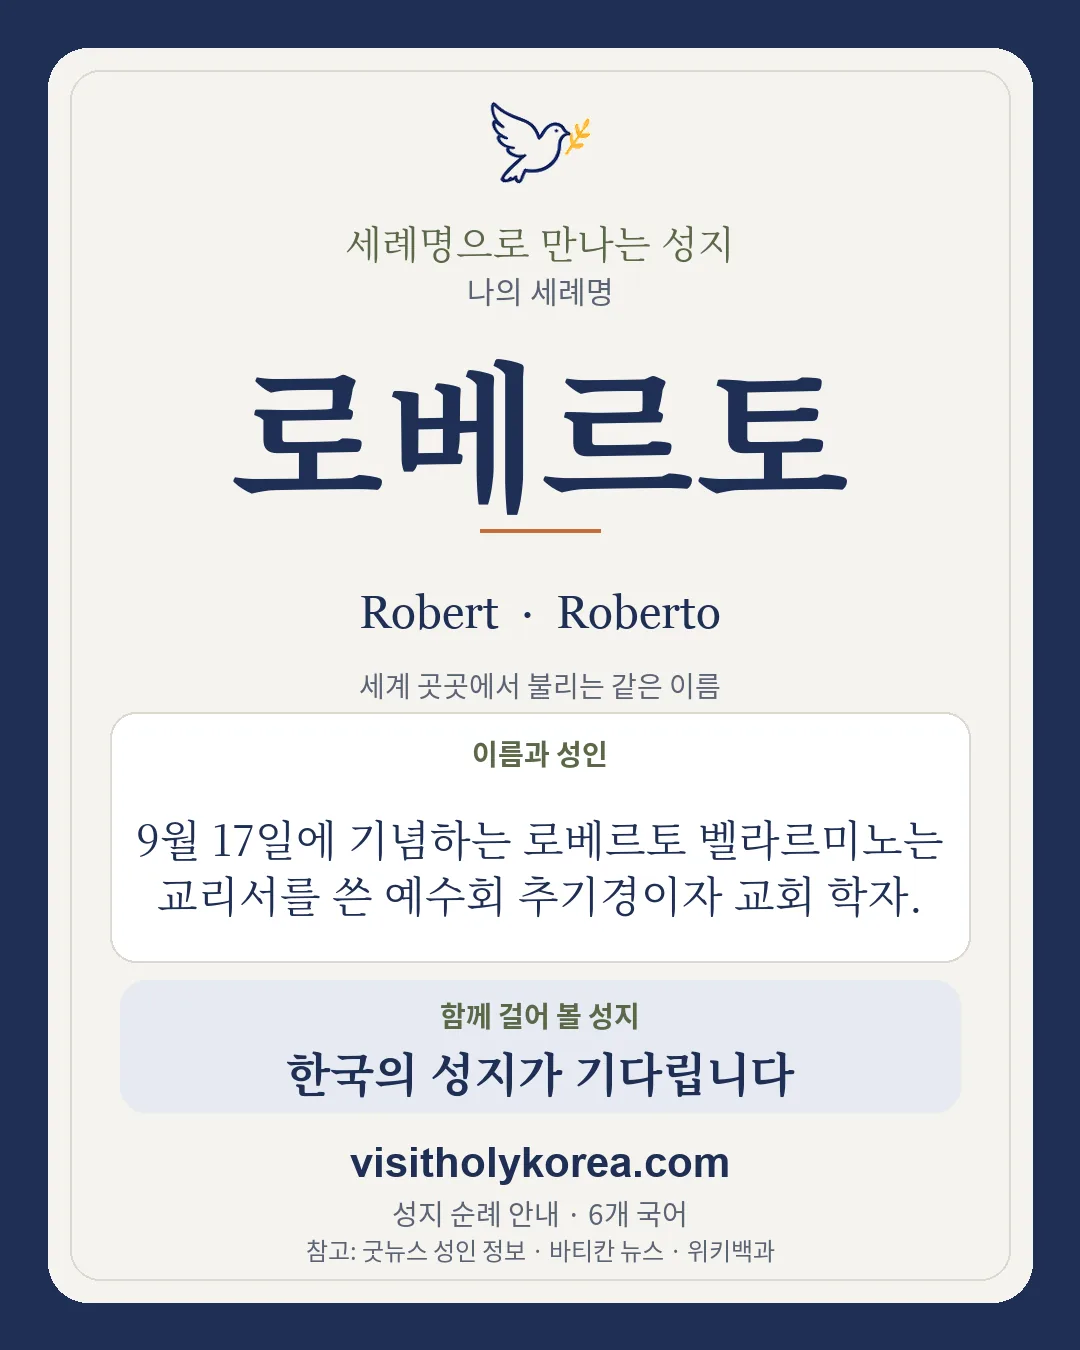 세례명으로 만나는 성지
나의 세례명
로베르토
Robert · Roberto
세계 곳곳에서 불리는 같은 이름
이름과 성인
9월 17일에 기념하는 로베르토 벨라르미노는
교리서를 쓴 예수회 추기경이자 교회 학자.
함께 걸어 볼 성지
한국의 성지가 기다립니다
visitholykorea.com
성지 순례 안내 · 6개 국어
참고: 굿뉴스 성인 정보 · 바티칸 뉴스 · 위키백과